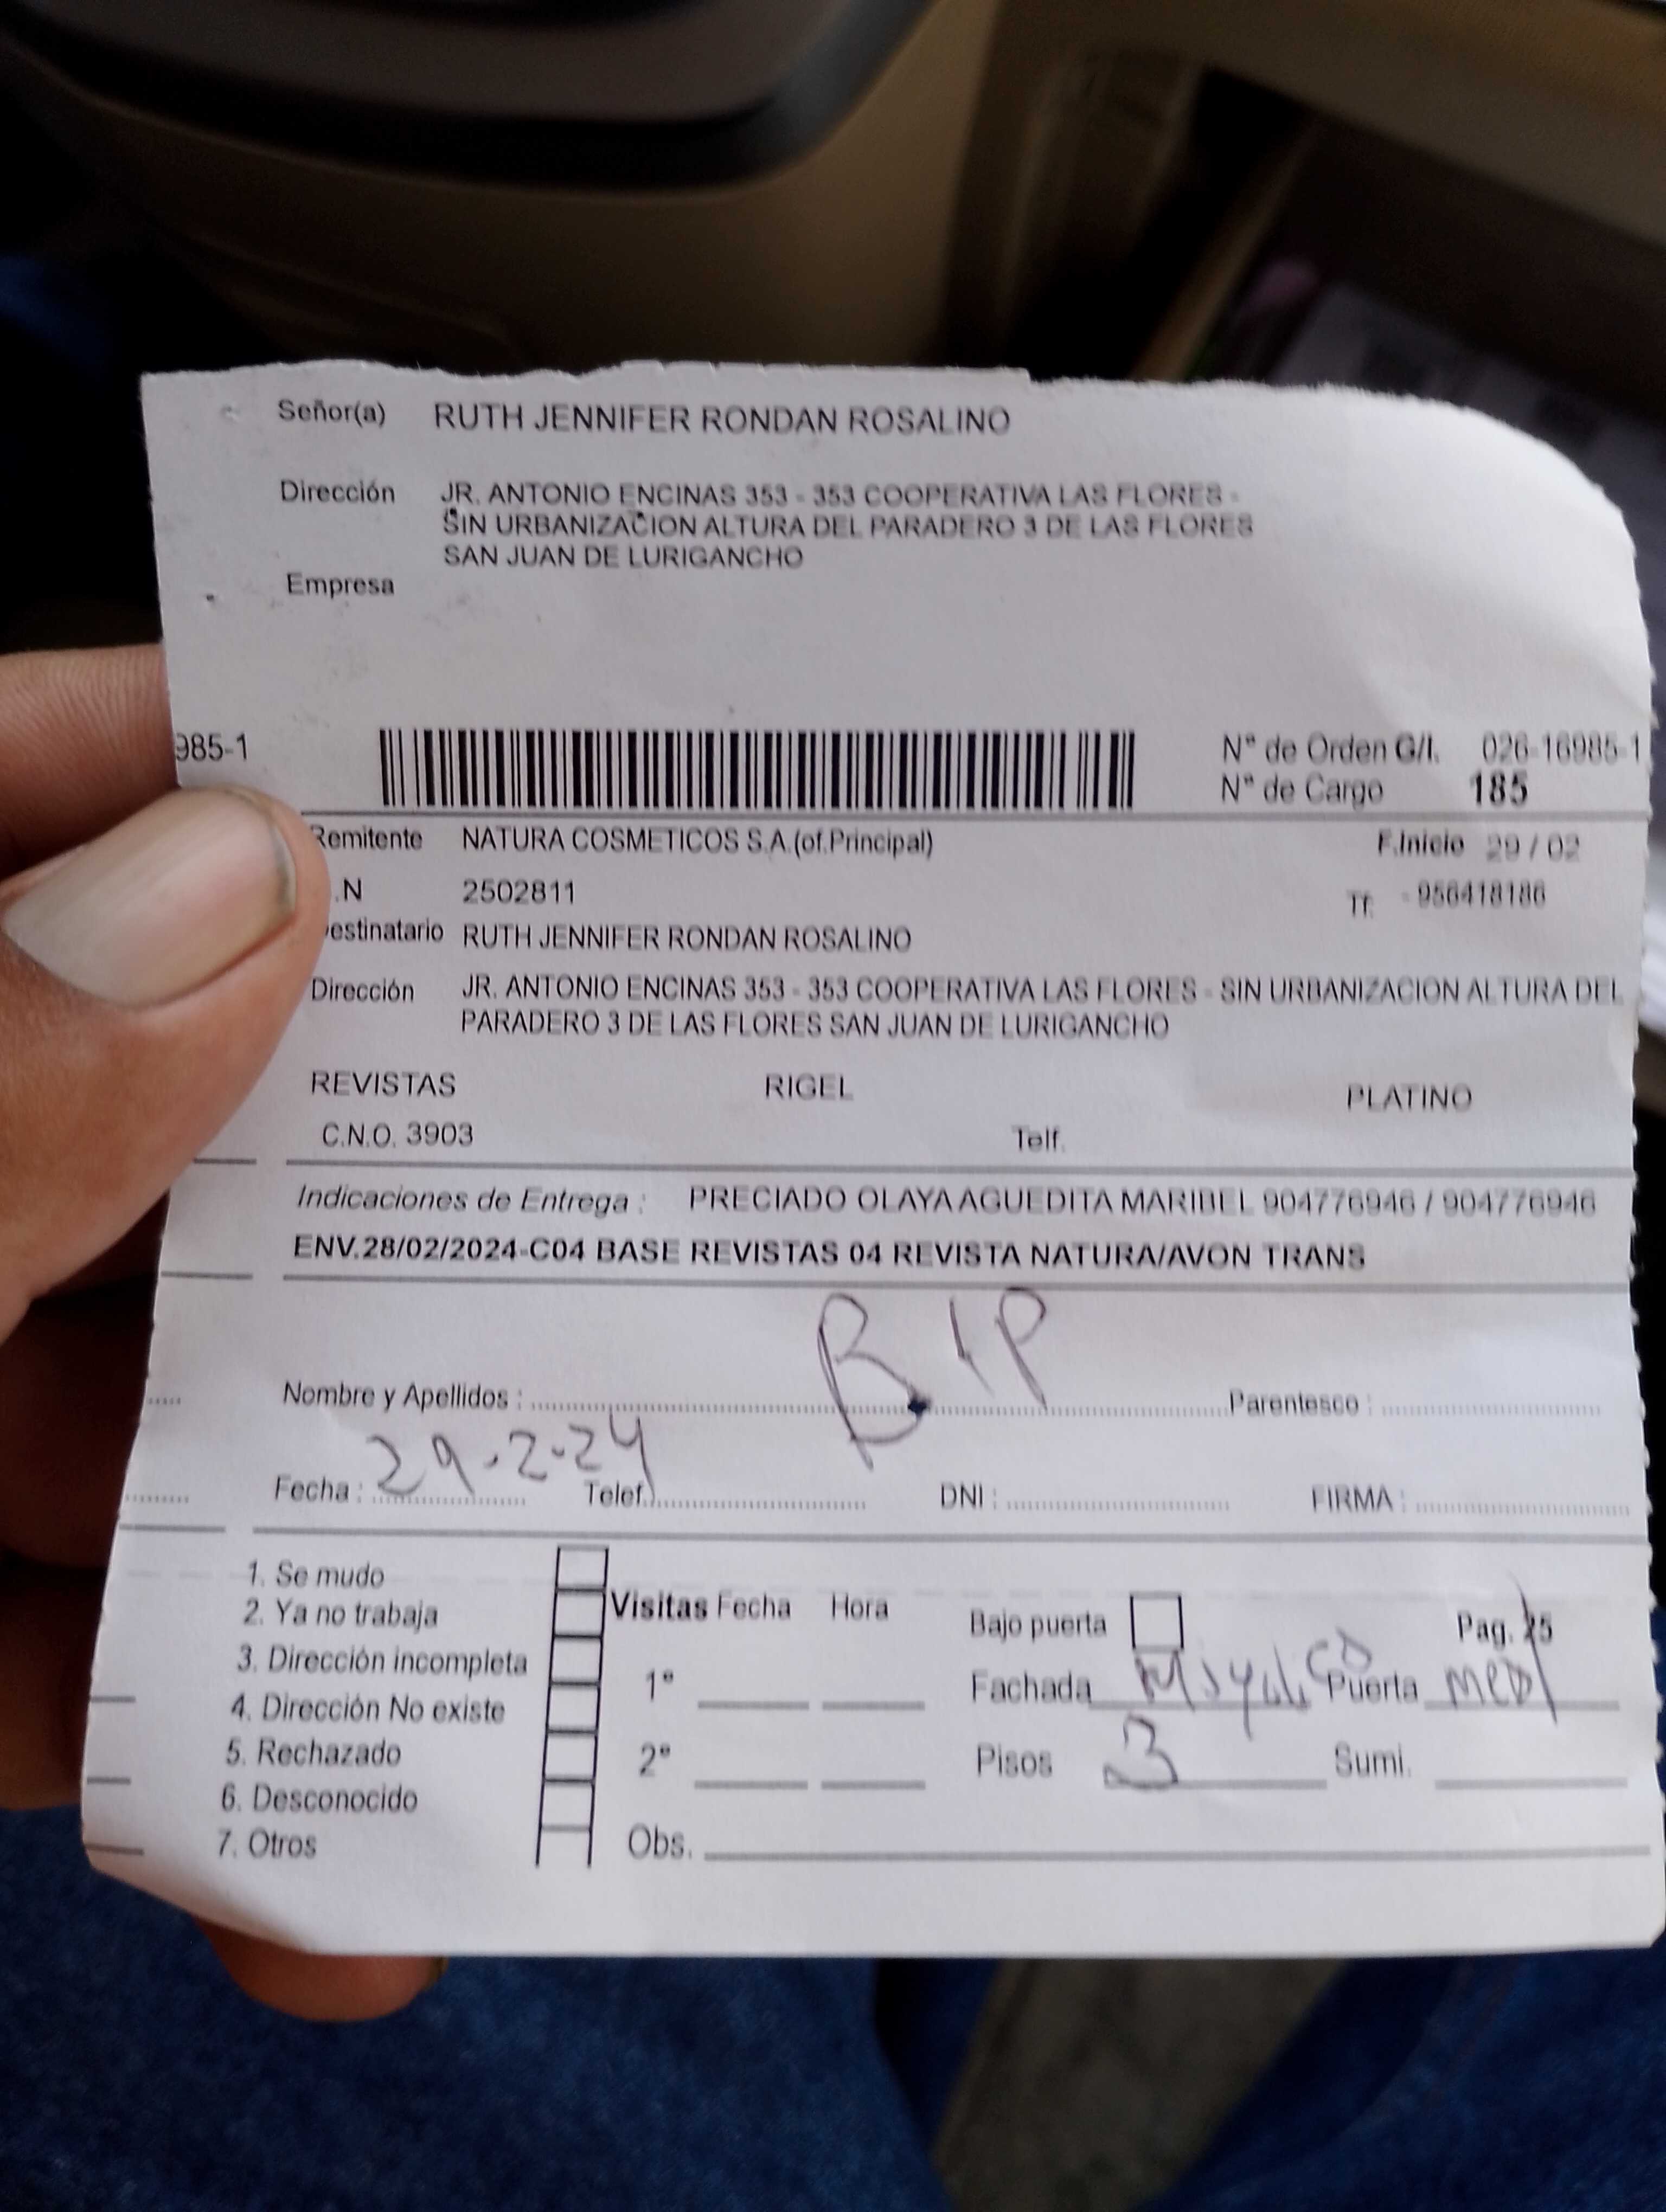 Señor(a) RUTH JENNIFER RONDAN ROSALINO
Dirección JR. ANTONIO ENCINAS 353 - 353 COOPERATIVA LAS FLORES -
SIN URBANIZACION ALTURA DEL PARADERO 3 DE LAS FLORES
SAN JUAN DE LURIGANCHO
Empresa
985-1 N° de Orden G/I. 026-16985-1
N° de Cargo 185
Remitente NATURA COSMETICOS S.A.(of.Principal) F.Inicio 29 / 02
.N 2502811 Tf: - 956418186
estinatario RUTH JENNIFER RONDAN ROSALINO
Dirección JR. ANTONIO ENCINAS 353 - 353 COOPERATIVA LAS FLORES - SIN URBANIZACION ALTURA DEL
PARADERO 3 DE LAS FLORES SAN JUAN DE LURIGANCHO
REVISTAS RIGEL PLATINO
C.N.O. 3903 Telf.
Indicaciones de Entrega : PRECIADO OLAYA AGUEDITA MARIBEL 904776946 / 904776946
ENV.28/02/2024-C04 BASE REVISTAS 04 REVISTA NATURA/AVON TRANS
B.IP
Nombre y Apellidos : Parentesco :
Fecha : 29.2-24 Telef. DNI : FIRMA :
1. Se mudo
2. Ya no trabaja Visitas Fecha Hora Bajo puerta Pag. 25
3. Dirección incompleta
4. Dirección No existe 1° Fachada Puerta
5. Rechazado 2° Pisos 3 Sumi.
6. Desconocido
7. Otros Obs.